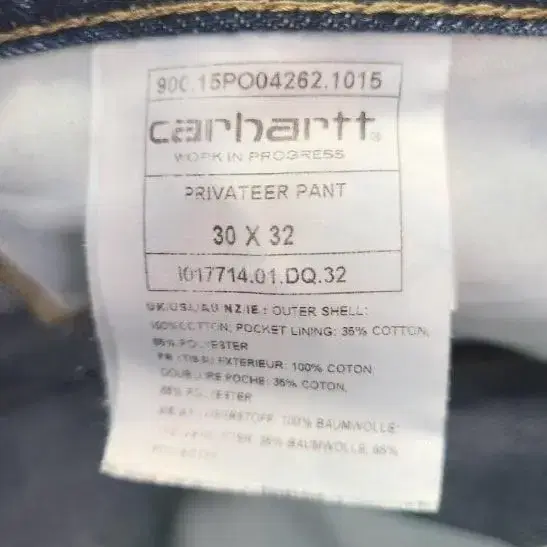 900.15PO04262.1015
carhartt®
WORK IN PROGRESS
PRIVATEER PANT
30 X 32
I017714.01.DQ.32
UK/US/AU NZ/IE: OUTER SHELL:
100% COTTON, POCKET LINING: 35% COTTON,
65% POLYESTER
EXTERIEUR: 100% COTON
POCHE: 35% COTON,
65% POLYESTER
100% BAUMWOLLE;
35% BAUMWOLLE, 65%